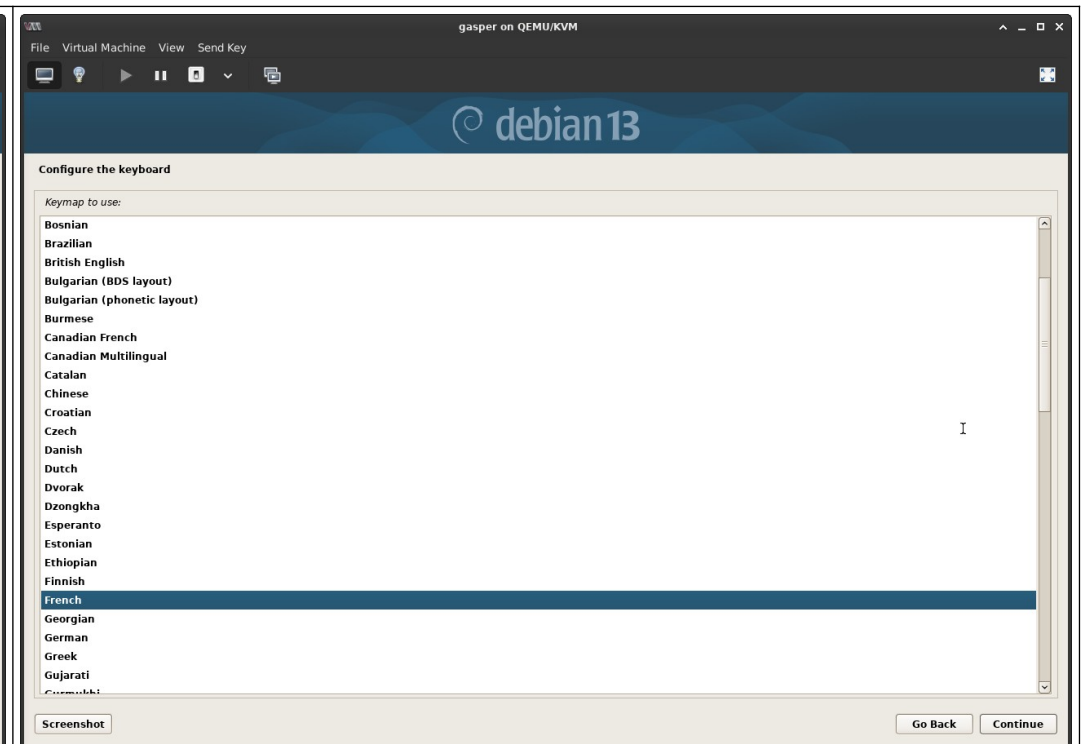 gasper on QEMU/KVM
File Virtual Machine View Send Key
debian 13
Configure the keyboard
Keymap to use:
Bosnian
Brazilian
British English
Bulgarian (BDS layout)
Bulgarian (phonetic layout)
Burmese
Canadian French
Canadian Multilingual
Catalan
Chinese
Croatian
Czech
Danish
Dutch
Dvorak
Dzongkha
Esperanto
Estonian
Ethiopian
Finnish
French
Georgian
German
Greek
Gujarati
Gurmukhi
Screenshot Go Back Continue